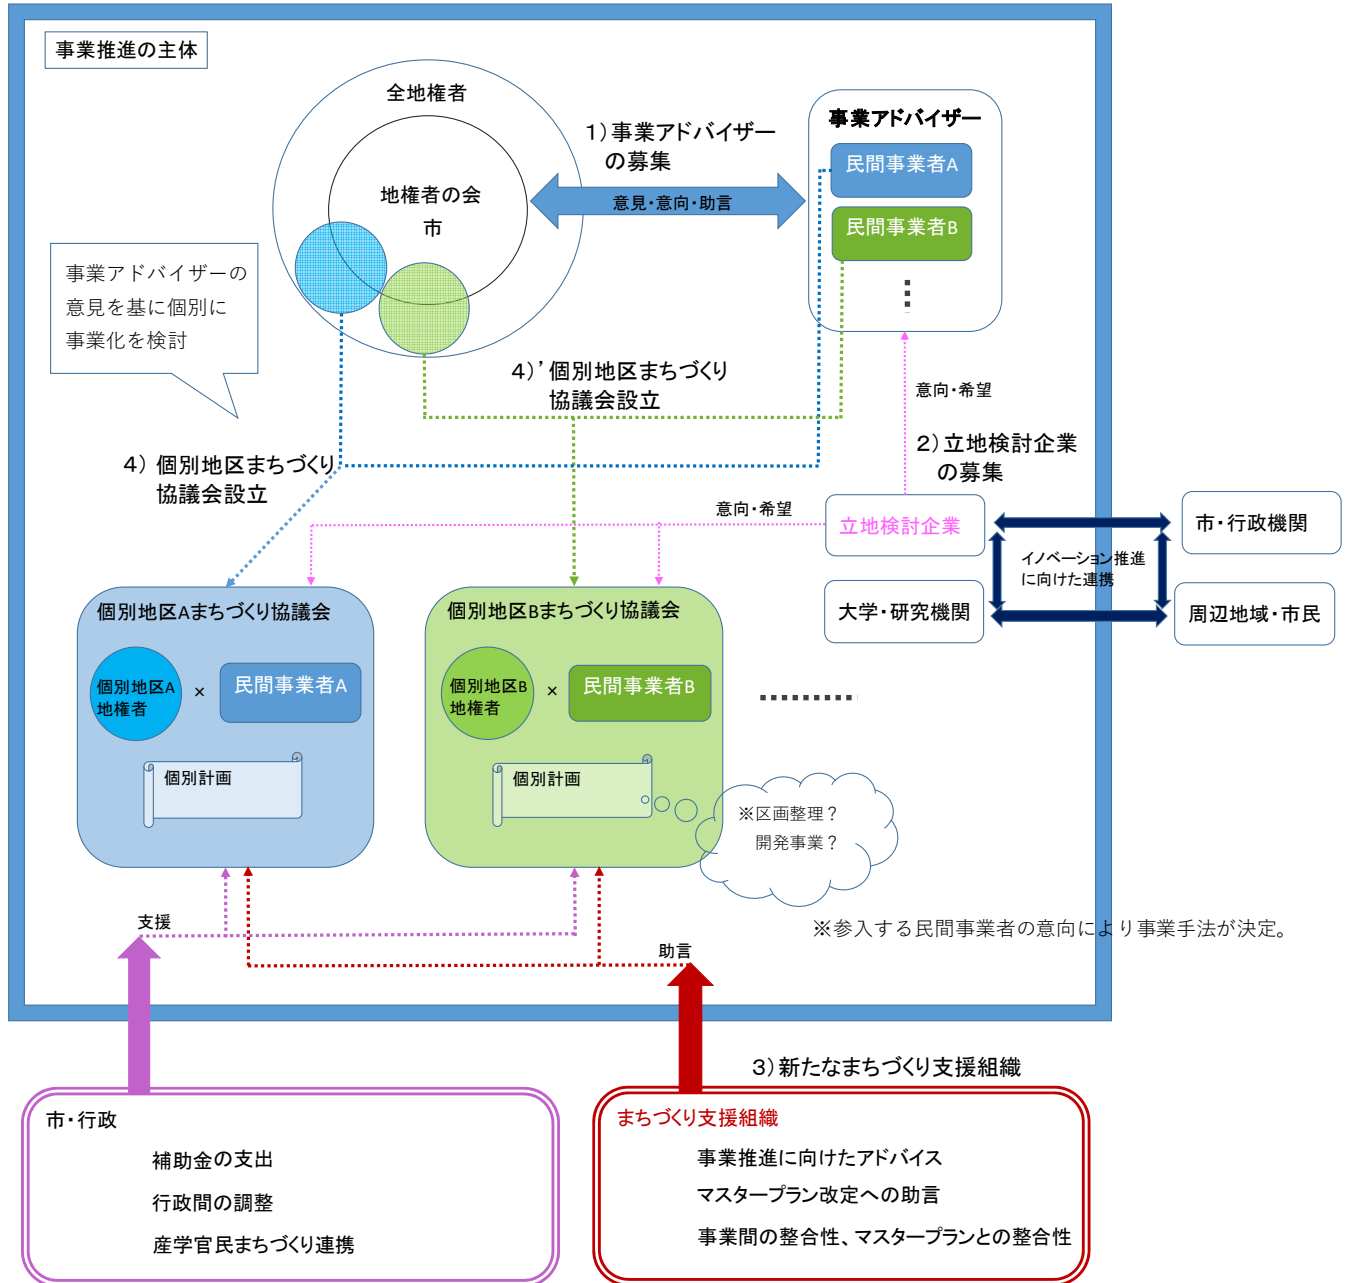 事業推進の主体
全地権者
地権者の会
市
1)事業アドバイザー
の募集
意見・意向・助言
事業アドバイザー
民間事業者A
民間事業者B
事業アドバイザーの
意見を基に個別に
事業化を検討
4)’個別地区まちづくり
協議会設立
意向・希望
4) 個別地区まちづくり
協議会設立
2)立地検討企業
の募集
意向・希望
立地検討企業
市・行政機関
イノベーション推進
に向けた連携
大学・研究機関
周辺地域・市民
個別地区Aまちづくり協議会
個別地区A
地権者
×
民間事業者A
個別計画
個別地区Bまちづくり協議会
個別地区B
地権者
×
民間事業者B
個別計画
※区画整理？
開発事業？
※参入する民間事業者の意向により事業手法が決定。
支援
助言
3)新たなまちづくり支援組織
市・行政
補助金の支出
行政間の調整
産学官民まちづくり連携
まちづくり支援組織
事業推進に向けたアドバイス
マスタープラン改定への助言
事業間の整合性、マスタープランとの整合性